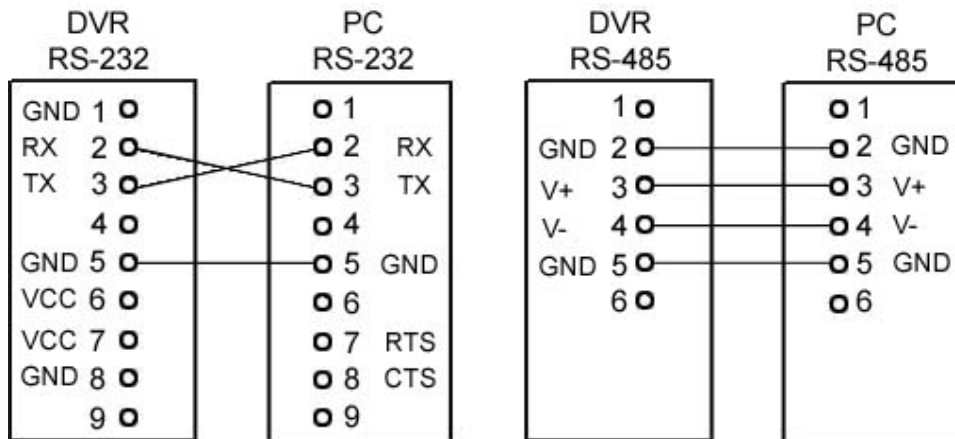 DVR
RS-232
PC
RS-232
DVR
RS-485
PC
RS-485
GND 1
RX 2
TX 3
4
GND 5
VCC 6
VCC 7
GND 8
9
1
2 RX
3 TX
4
5 GND
6
7 RTS
8 CTS
9
1
GND 2
V+ 3
V- 4
GND 5
6
1
2 GND
3 V+
4 V-
5 GND
6